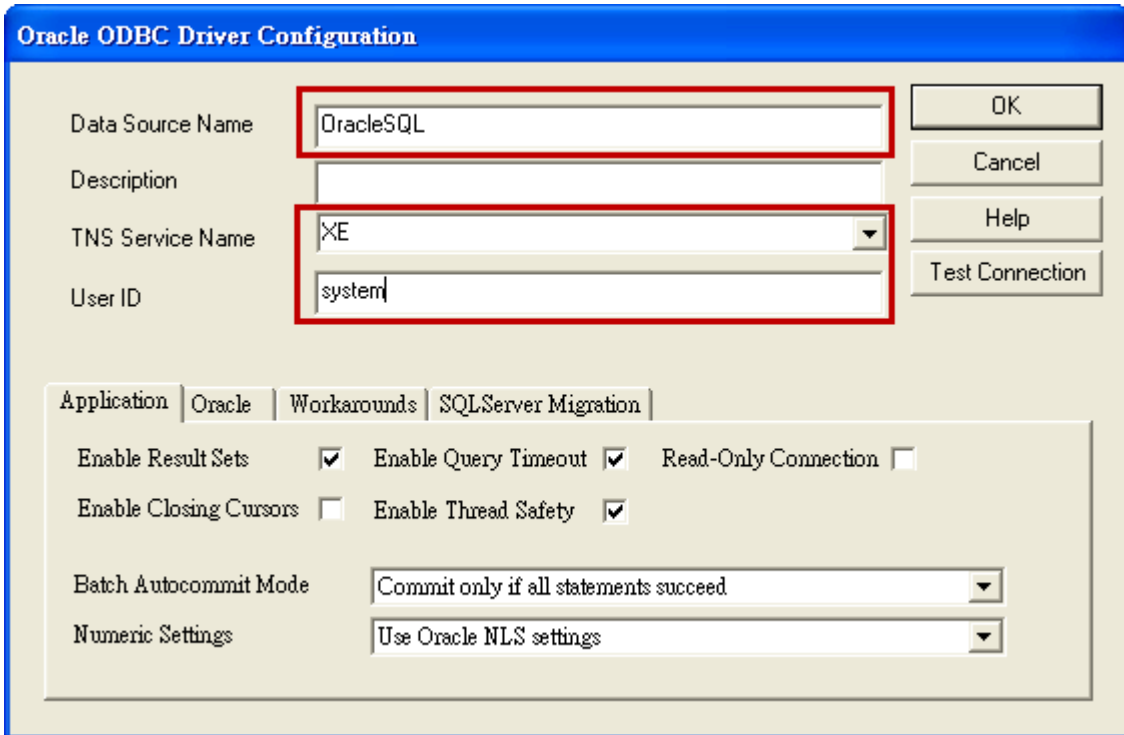 Oracle ODBC Driver Configuration
Data Source Name OracleSQL OK
Description Cancel
TNS Service Name XE Help
User ID system Test Connection
Application Oracle Workarounds SQLServer Migration
Enable Result Sets Enable Query Timeout Read-Only Connection
Enable Closing Cursors Enable Thread Safety
Batch Autocommit Mode Commit only if all statements succeed
Numeric Settings Use Oracle NLS settings